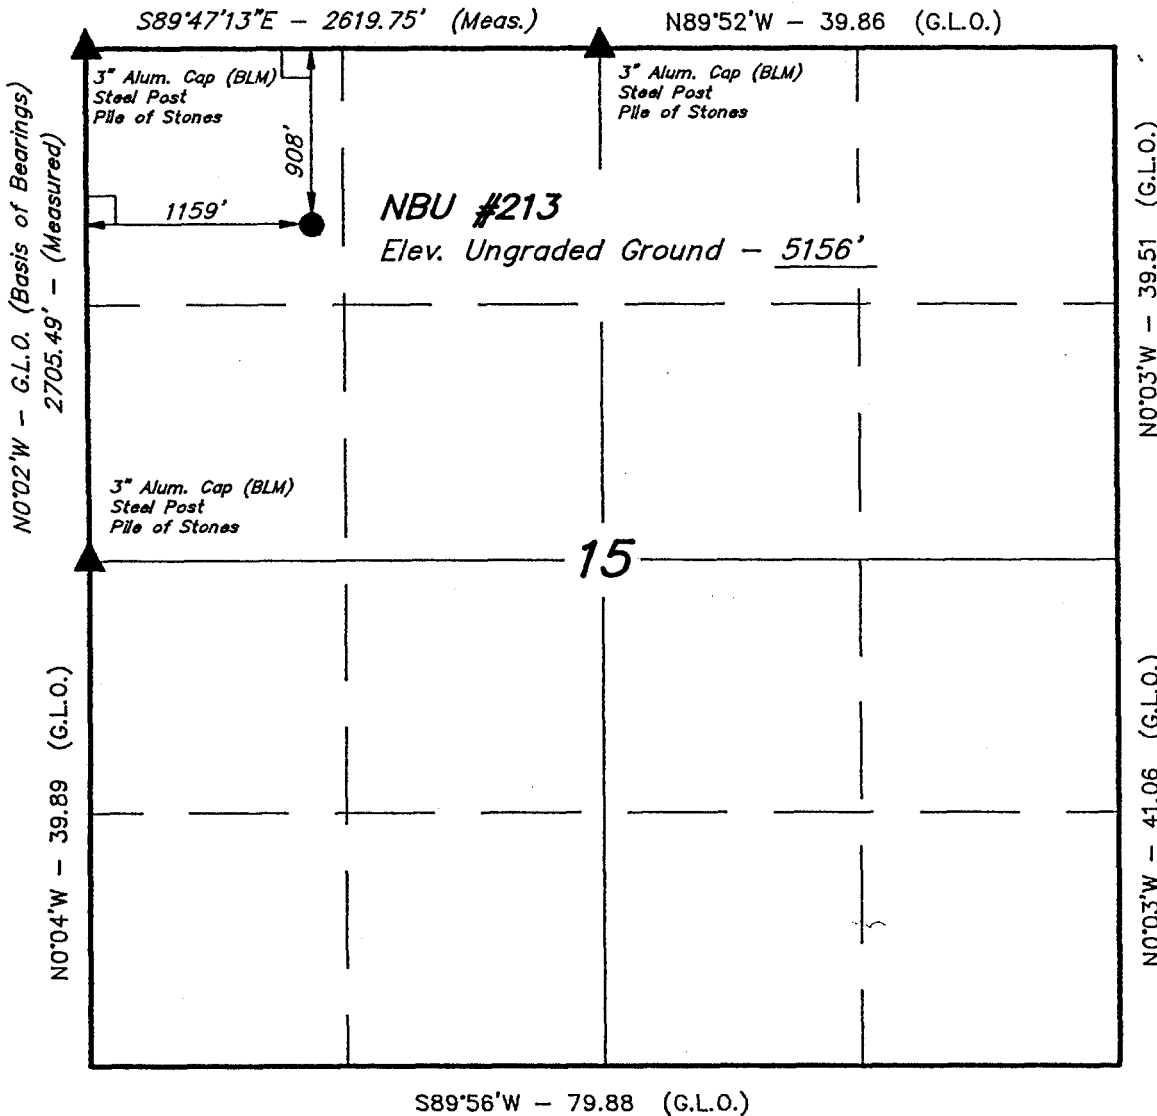 S89°47'13"E – 2619.75' (Meas.)
N89°52'W – 39.86 (G.L.O.)
3" Alum. Cap (BLM)
Steel Post
Pile of Stones
3" Alum. Cap (BLM)
Steel Post
Pile of Stones
N0°02'W – G.L.O. (Basis of Bearings)
2705.49' – (Measured)
908'
1159'
NBU #213
Elev. Ungraded Ground – 5156'
N0°03'W – 39.51 (G.L.O.)
3" Alum. Cap (BLM)
Steel Post
Pile of Stones
15
N0°04'W – 39.89 (G.L.O.)
N0°03'W – 41.06 (G.L.O.)
S89°56'W – 79.88 (G.L.O.)